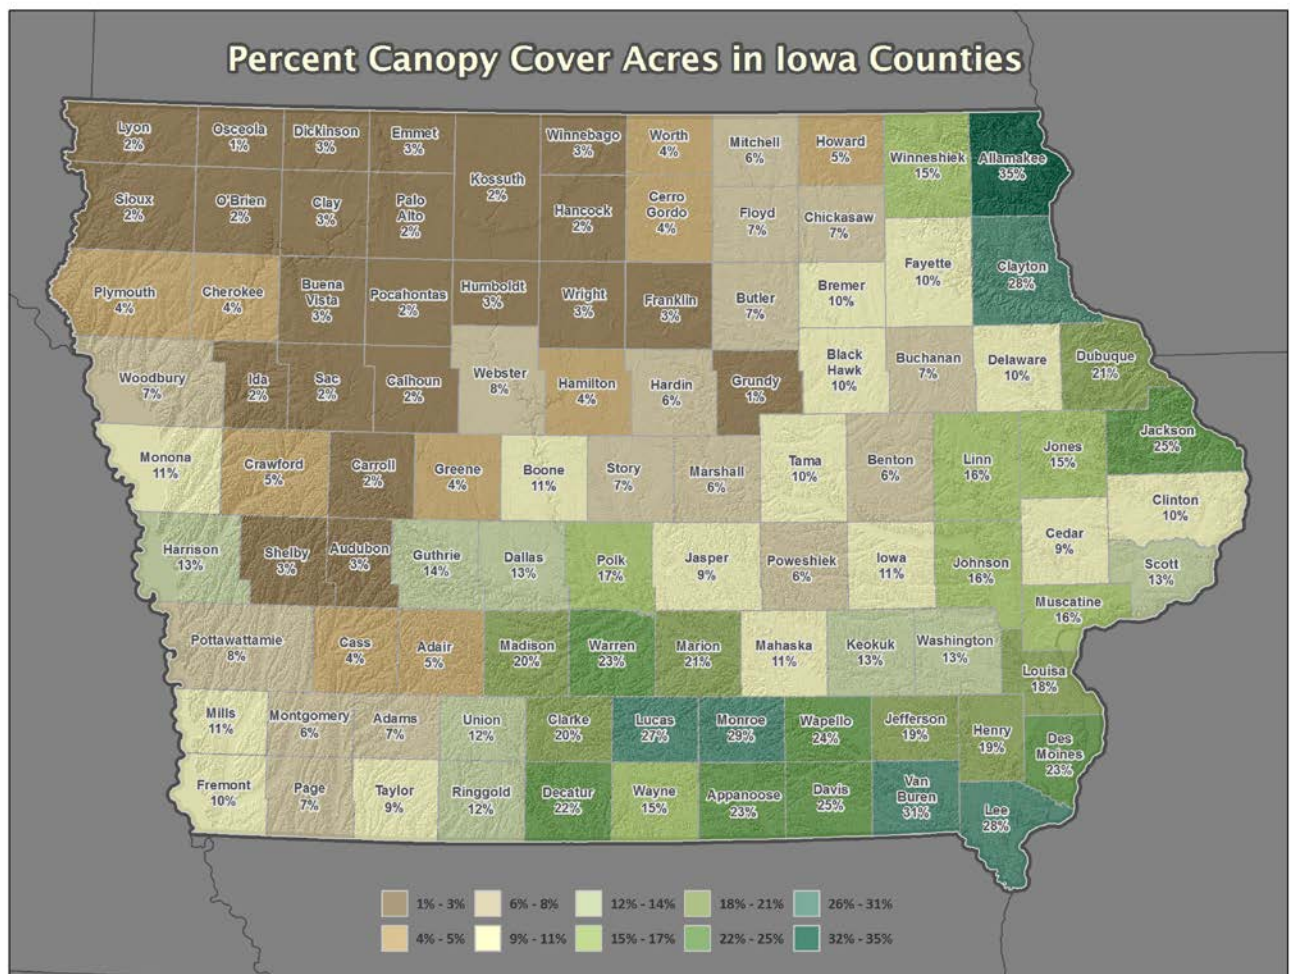 Percent Canopy Cover Acres in Iowa Counties
Lyon
2%
Osceola
1%
Dickinson
3%
Emmet
3%
Kossuth
2%
Winnebago
3%
Worth
4%
Mitchell
6%
Howard
5%
Winneshiek
15%
Allamakee
35%
Sioux
2%
O'Brien
2%
Clay
3%
Palo
Alto
2%
Hancock
2%
Cerro
Gordo
4%
Floyd
7%
Chickasaw
7%
Fayette
10%
Clayton
28%
Plymouth
4%
Cherokee
4%
Buena
Vista
3%
Pocahontas
2%
Humboldt
3%
Wright
3%
Franklin
3%
Butler
7%
Bremer
10%
Woodbury
7%
Ida
2%
Sac
2%
Calhoun
2%
Webster
8%
Hamilton
4%
Hardin
6%
Grundy
1%
Black
Hawk
10%
Buchanan
7%
Delaware
10%
Dubuque
21%
Monona
11%
Crawford
5%
Carroll
2%
Greene
4%
Boone
11%
Story
7%
Marshall
6%
Tama
10%
Benton
6%
Linn
16%
Jones
15%
Jackson
25%
Clinton
10%
Harrison
13%
Shelby
3%
Audubon
3%
Guthrie
14%
Dallas
13%
Polk
17%
Jasper
9%
Poweshiek
6%
Iowa
11%
Johnson
16%
Cedar
9%
Scott
13%
Muscatine
16%
Pottawattamie
8%
Cass
4%
Adair
5%
Madison
20%
Warren
23%
Marion
21%
Mahaska
11%
Keokuk
13%
Washington
13%
Louisa
18%
Mills
11%
Montgomery
6%
Adams
7%
Union
12%
Clarke
20%
Lucas
27%
Monroe
29%
Wapello
24%
Jefferson
19%
Henry
19%
Des
Moines
23%
Fremont
10%
Page
7%
Taylor
9%
Ringgold
12%
Decatur
22%
Wayne
15%
Appanoose
23%
Davis
25%
Van
Buren
31%
Lee
28%
1% - 3%
6% - 8%
12% - 14%
18% - 21%
26% - 31%
4% - 5%
9% - 11%
15% - 17%
22% - 25%
32% - 35%